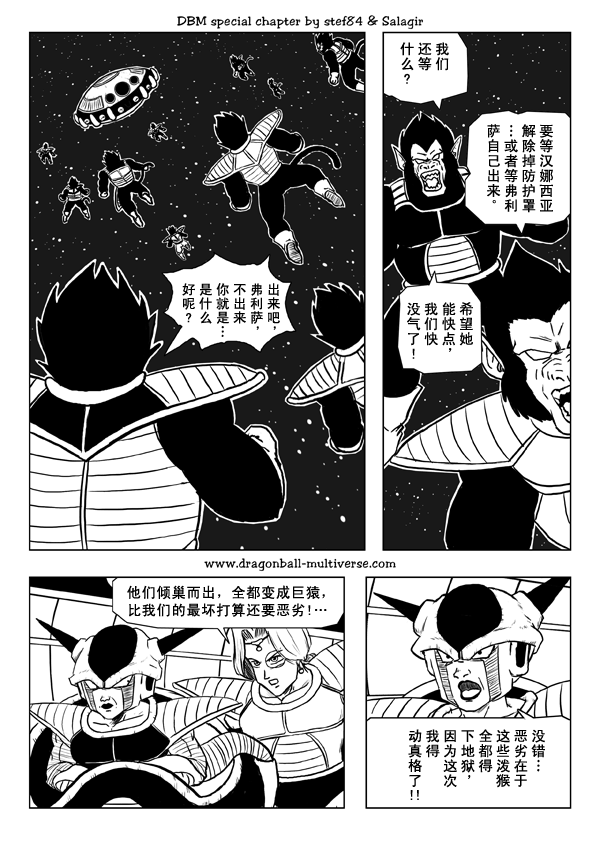 DBM special chapter by stef84 & Salagir
出来吧，
弗利萨，
不出来
你就是…
是什么
好呢？
我们
还等
什么？
要等汉娜西亚
解除掉防护罩
…或者等弗利
萨自己出来。
希望她
能快点，
我们快
没气了！
www.dragonball-multiverse.com
他们倾巢而出，全都变成巨猿，
比我们的最坏打算还要恶劣！…
没错…
恶劣在于
这些泼猴
全都得
下地狱，
因为这次
我得
动真格了!!